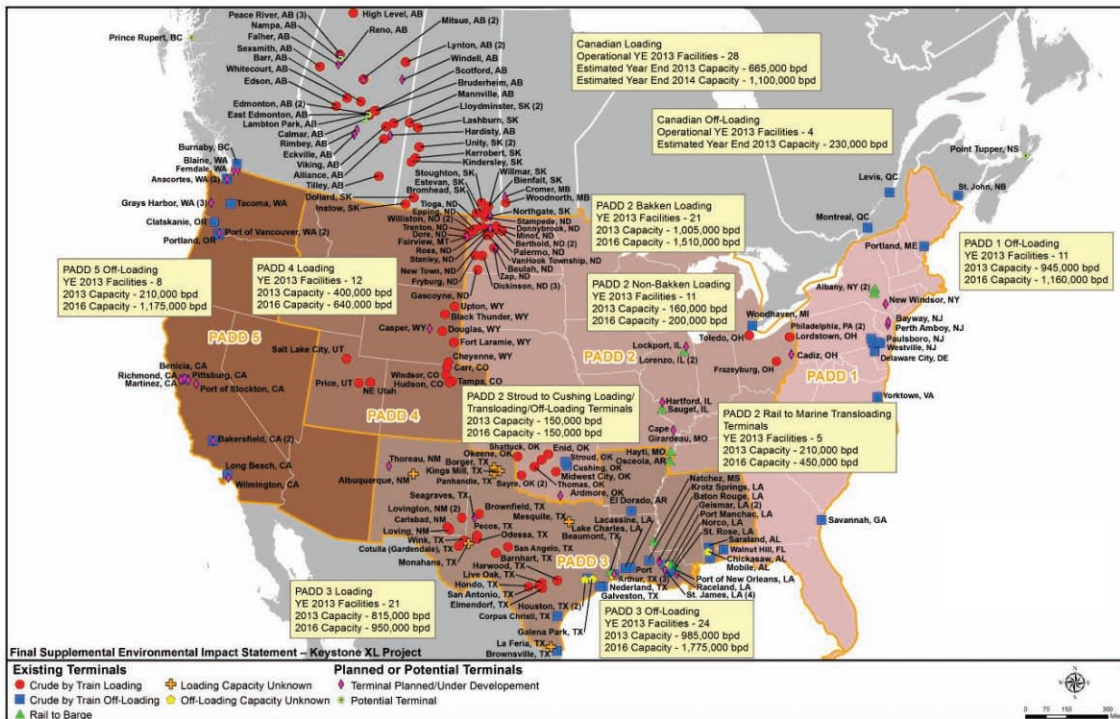 Peace River, AB (3)
Nampa, AB
Falher, AB
Sexsmith, AB
Barr, AB
Whitecourt, AB
Edson, AB
High Level, AB
Mitsue, AB (2)
Reno, AB
Lynton, AB (2)
Windell, AB
Scotford, AB
Bruderheim, AB
Mannville, AB
Lloydminster, SK (2)
Lashburn, SK
Hardisty, AB
Unity, SK (2)
Kerrobert, SK
Kindersley, SK
Prince Rupert, BC
Edmonton, AB (2)
East Edmonton, AB
Lambton Park, AB
Calmar, AB
Rimbey, AB
Eckville, AB
Viking, AB
Alliance, AB
Tilley, AB
Dollard, SK
Instow, SK
Stoughton, SK
Estevan, SK
Bromhead, SK
Willmar, SK
Bienfait, SK
Cromer, MB
Woodnorth, MB
Northgate, SK
Canadian Loading
Operational YE 2013 Facilities - 28
Estimated Year End 2013 Capacity - 665,000 bpd
Estimated Year End 2014 Capacity - 1,100,000 bpd
Canadian Off-Loading
Operational YE 2013 Facilities - 4
Estimated Year End 2013 Capacity - 230,000 bpd
Point Tupper, NS
Levis, QC
St. John, NB
Montreal, QC
Portland, ME
Burnaby, BC
Blaine, WA
Ferndale, WA
Anacortes, WA (2)
Grays Harbor, WA (3)
Tacoma, WA
Clatskanie, OR
Port of Vancouver, WA (2)
Portland, OR
Tioga, ND
Epping, ND
Williston, ND (2)
Trenton, ND
Dore, ND
Fairview, MT
Ross, ND
Stanley, ND
New Town, ND
Fryburg, ND
Gascoyne, ND
Stampede, ND
Donnybrook, ND
Minot, ND
Berthold, ND (2)
Palermo, ND
VanHook Township, ND
Beulah, ND
Zap, ND
Dickinson, ND (3)
PADD 2 Bakken Loading
YE 2013 Facilities - 21
2013 Capacity - 1,005,000 bpd
2016 Capacity - 1,510,000 bpd
PADD 1 Off-Loading
YE 2013 Facilities - 11
2013 Capacity - 945,000 bpd
2016 Capacity - 1,160,000 bpd
PADD 5 Off-Loading
YE 2013 Facilities - 8
2013 Capacity - 210,000 bpd
2016 Capacity - 1,175,000 bpd
PADD 4 Loading
YE 2013 Facilities - 12
2013 Capacity - 400,000 bpd
2016 Capacity - 640,000 bpd
PADD 2 Non-Bakken Loading
YE 2013 Facilities - 11
2013 Capacity - 160,000 bpd
2016 Capacity - 200,000 bpd
Albany, NY (2)
New Windsor, NY
Bayway, NJ
Perth Amboy, NJ
Philadelphia, PA (2)
Paulsboro, NJ
Westville, NJ
Delaware City, DE
Lordstown, OH
Cadiz, OH
Woodhaven, MI
Toledo, OH
Frazeyburg, OH
Yorktown, VA
Upton, WY
Black Thunder, WY
Casper, WY
Douglas, WY
Fort Laramie, WY
Cheyenne, WY
Carr, CO
Windsor, CO
Hudson, CO
Tampa, CO
Salt Lake City, UT
Price, UT
NE Utah
Lockport, IL
Lorenzo, IL (2)
Hartford, IL
Sauget, IL
Cape
Girardeau, MO
Hayti, MO
Osceola, AR
PADD 5
PADD 4
PADD 2
PADD 1
PADD 3
Benicia, CA
Richmond, CA
Pittsburg, CA
Martinez, CA
Port of Stockton, CA
Bakersfield, CA (2)
Long Beach, CA
Wilmington, CA
PADD 2 Stroud to Cushing Loading/
Transloading/Off-Loading Terminals
2013 Capacity - 150,000 bpd
2016 Capacity - 150,000 bpd
PADD 2 Rail to Marine Transloading
Terminals
YE 2013 Facilities - 5
2013 Capacity - 210,000 bpd
2016 Capacity - 450,000 bpd
Shattuck, OK
Okeene, OK
Enid, OK
Stroud, OK
Cushing, OK
Midwest City, OK
Thomas, OK
Sayre, OK (2)
Ardmore, OK
Borger, TX
Kings Mill, TX
Panhandle, TX
Thoreau, NM
Albuquerque, NM
Seagraves, TX
Lovington, NM (2)
Carlsbad, NM
Loving, NM
Wink, TX
Cotulla (Gardendale), TX
Monahans, TX
Brownfield, TX
Mesquite, TX
Pecos, TX
Odessa, TX
San Angelo, TX
Barnhart, TX
Harwood, TX
Live Oak, TX
Hondo, TX
San Antonio, TX
Elmendorf, TX
Houston, TX (2)
Corpus Christi, TX
Galena Park, TX
La Feria, TX
Brownsville, TX
El Dorado, AR
Lacassine, LA
Lake Charles, LA
Beaumont, TX
Port
Arthur, TX (3)
Nederland, TX
Galveston, TX
Natchez, MS
Krotz Springs, LA
Baton Rouge, LA
Geismar, LA (2)
Port Manchac, LA
Norco, LA
St. Rose, LA
Saraland, AL
Walnut Hill, FL
Chickasaw, AL
Mobile, AL
Port of New Orleans, LA
Raceland, LA
St. James, LA (4)
Savannah, GA
PADD 3 Loading
YE 2013 Facilities - 21
2013 Capacity - 815,000 bpd
2016 Capacity - 950,000 bpd
PADD 3 Off-Loading
YE 2013 Facilities - 24
2013 Capacity - 985,000 bpd
2016 Capacity - 1,775,000 bpd
Final Supplemental Environmental Impact Statement – Keystone XL Project
Existing Terminals
Crude by Train Loading
Crude by Train Off-Loading
Rail to Barge
Loading Capacity Unknown
Off-Loading Capacity Unknown
Planned or Potential Terminals
Terminal Planned/Under Developement
Potential Terminal
0 75 150 300